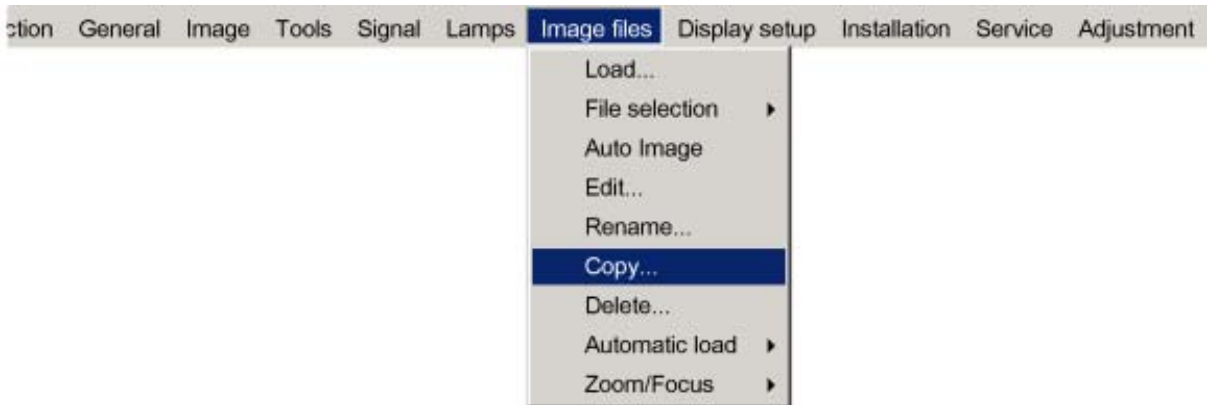 ction General Image Tools Signal Lamps Image files Display setup Installation Service Adjustment
Load...
File selection
Auto Image
Edit...
Rename...
Copy...
Delete...
Automatic load
Zoom/Focus